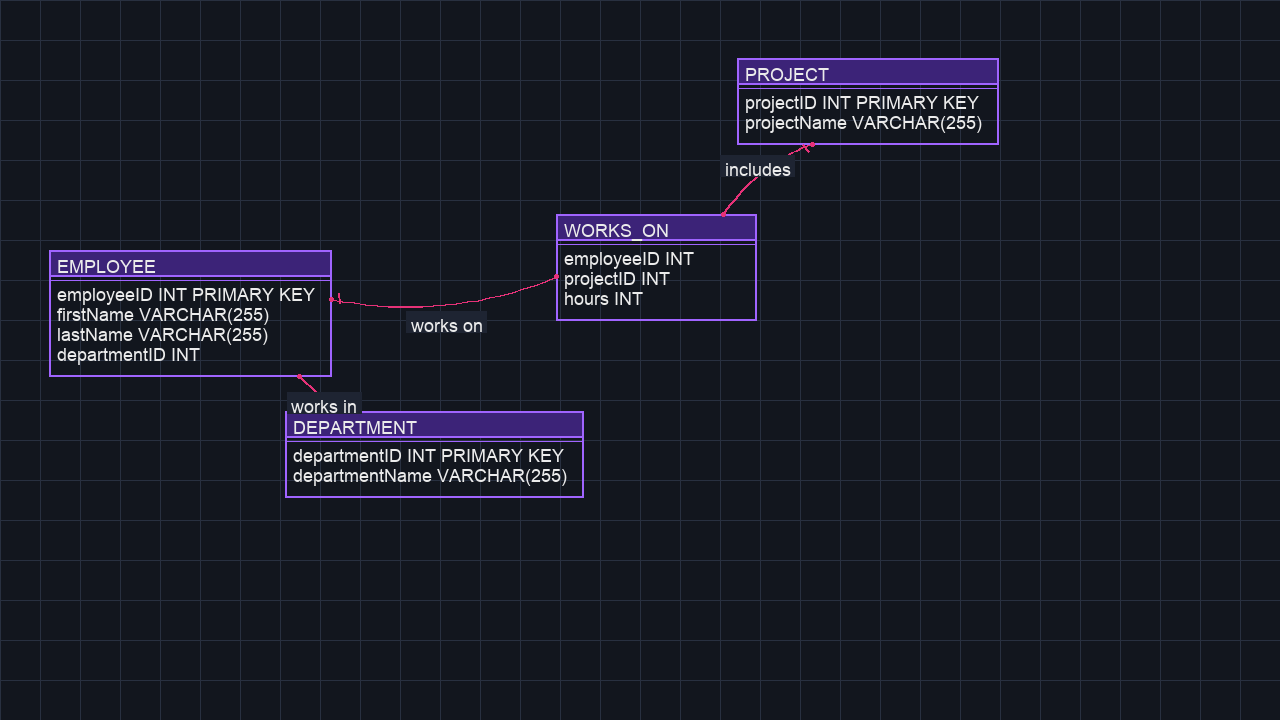 PROJECT
projectID INT PRIMARY KEY
projectName VARCHAR(255)
includes
WORKS_ON
employeeID INT
projectID INT
hours INT
EMPLOYEE
employeeID INT PRIMARY KEY
firstName VARCHAR(255)
lastName VARCHAR(255)
departmentID INT
works on
works in
DEPARTMENT
departmentID INT PRIMARY KEY
departmentName VARCHAR(255)